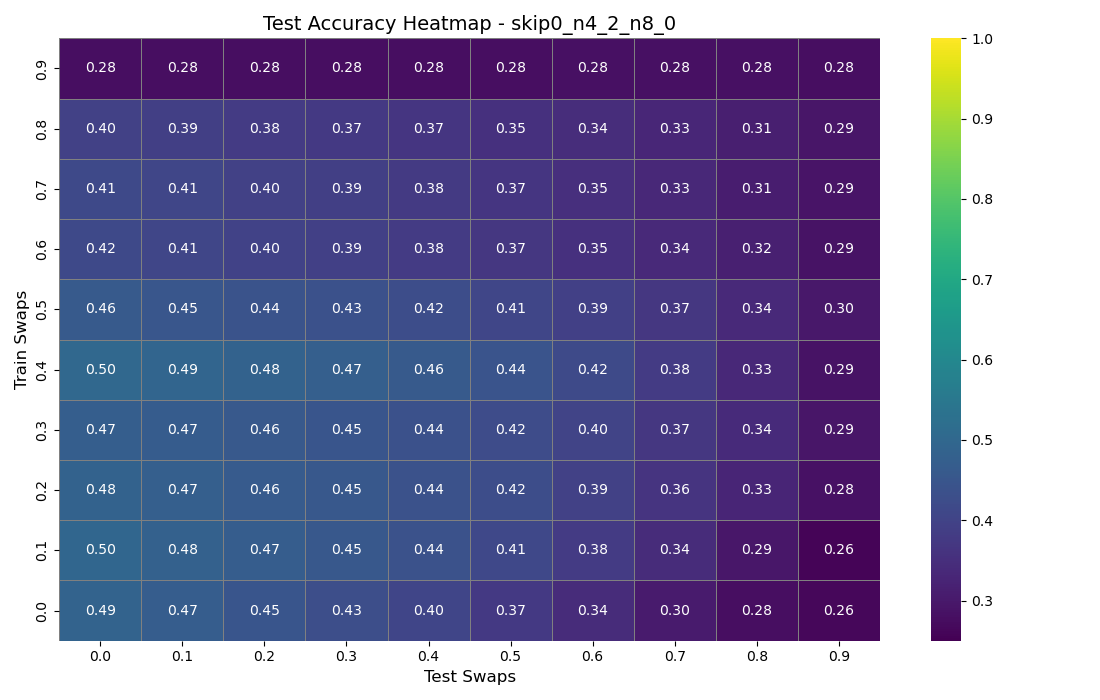 Test Accuracy Heatmap - skip0_n4_2_n8_0
Train Swaps
0.9 0.28 0.28 0.28 0.28 0.28 0.28 0.28 0.28 0.28 0.28
0.8 0.40 0.39 0.38 0.37 0.37 0.35 0.34 0.33 0.31 0.29
0.7 0.41 0.41 0.40 0.39 0.38 0.37 0.35 0.33 0.31 0.29
0.6 0.42 0.41 0.40 0.39 0.38 0.37 0.35 0.34 0.32 0.29
0.5 0.46 0.45 0.44 0.43 0.42 0.41 0.39 0.37 0.34 0.30
0.4 0.50 0.49 0.48 0.47 0.46 0.44 0.42 0.38 0.33 0.29
0.3 0.47 0.47 0.46 0.45 0.44 0.42 0.40 0.37 0.34 0.29
0.2 0.48 0.47 0.46 0.45 0.44 0.42 0.39 0.36 0.33 0.28
0.1 0.50 0.48 0.47 0.45 0.44 0.41 0.38 0.34 0.29 0.26
0.0 0.49 0.47 0.45 0.43 0.40 0.37 0.34 0.30 0.28 0.26
0.0 0.1 0.2 0.3 0.4 0.5 0.6 0.7 0.8 0.9
Test Swaps
1.0
0.9
0.8
0.7
0.6
0.5
0.4
0.3